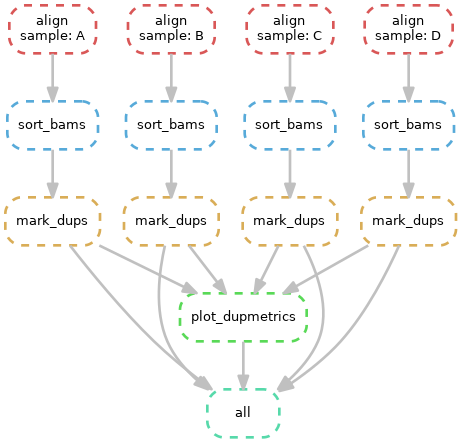 align
sample: A
align
sample: B
align
sample: C
align
sample: D
sort_bams
sort_bams
sort_bams
sort_bams
mark_dups
mark_dups
mark_dups
mark_dups
plot_dupmetrics
all